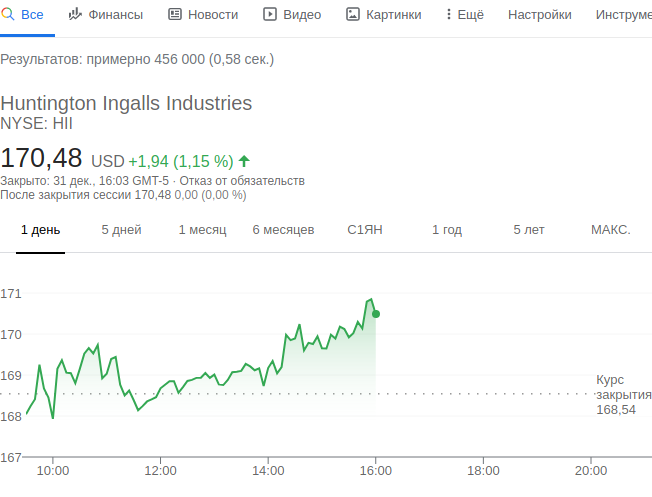 Все Финансы Новости Видео Картинки Ещё Настройки Инструме
Результатов: примерно 456 000 (0,58 сек.)
Huntington Ingalls Industries
NYSE: HII
170,48 USD +1,94 (1,15 %)
Закрыто: 31 дек., 16:03 GMT-5 · Отказ от обязательств
После закрытия сессии 170,48 0,00 (0,00 %)
1 день 5 дней 1 месяц 6 месяцев С1ЯН 1 год 5 лет МАКС.
171
170
169
Курс
закрытия
168,54
168
167
10:00 12:00 14:00 16:00 18:00 20:00